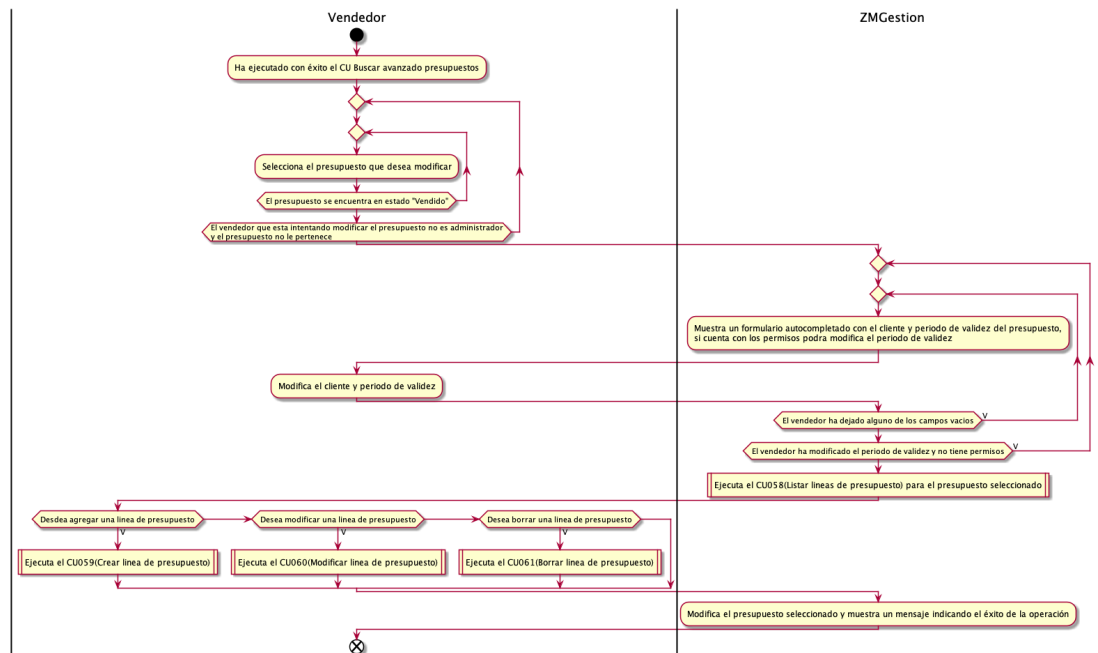 Vendedor
ZMGestion
Ha ejecutado con éxito el CU Buscar avanzado presupuestos
Selecciona el presupuesto que desea modificar
El presupuesto se encuentra en estado "Vendido"
El vendedor que esta intentando modificar el presupuesto no es administrador
y el presupuesto no le pertenece
Muestra un formulario autocompletado con el cliente y periodo de validez del presupuesto,
si cuenta con los permisos podra modifica el periodo de validez
Modifica el cliente y periodo de validez
El vendedor ha dejado alguno de los campos vacios
V
El vendedor ha modificado el periodo de validez y no tiene permisos
V
Ejecuta el CU058(Listar lineas de presupuesto) para el presupuesto seleccionado
Desdea agregar una linea de presupuesto
V
Desea modificar una linea de presupuesto
V
Desea borrar una linea de presupuesto
V
Ejecuta el CU059(Crear linea de presupuesto)
Ejecuta el CU060(Modificar linea de presupuesto)
Ejecuta el CU061(Borrar linea de presupuesto)
Modifica el presupuesto seleccionado y muestra un mensaje indicando el éxito de la operación